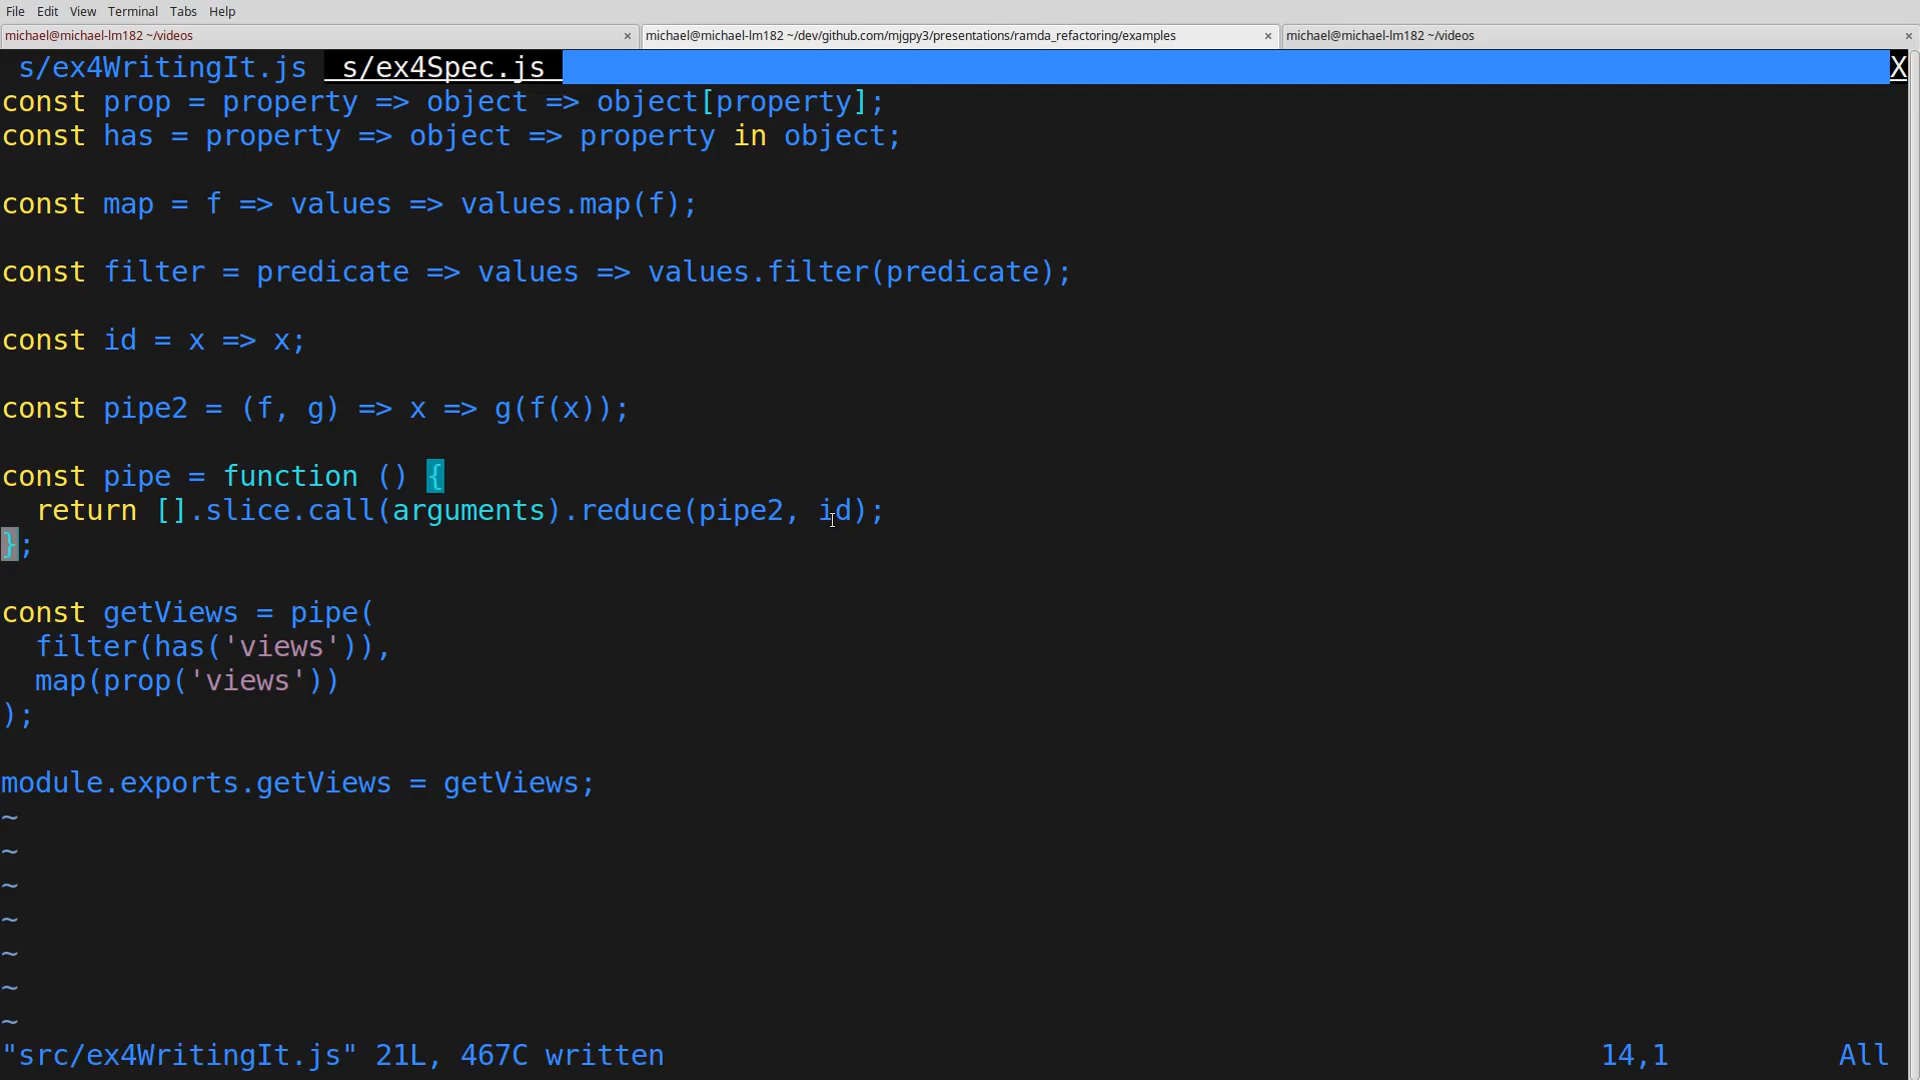 File Edit View Terminal Tabs Help
michael@michael-lm182 ~/videos × michael@michael-lm182 ~/dev/github.com/mjgpy3/presentations/ramda_refactoring/examples × michael@michael-lm182 ~/videos ×
s/ex4WritingIt.js s/ex4Spec.js X
const prop = property => object => object[property];
const has = property => object => property in object;
const map = f => values => values.map(f);
const filter = predicate => values => values.filter(predicate);
const id = x => x;
const pipe2 = (f, g) => x => g(f(x));
const pipe = function () {
  return [].slice.call(arguments).reduce(pipe2, id);
};
const getViews = pipe(
  filter(has('views')),
  map(prop('views'))
);
module.exports.getViews = getViews;
~
~
~
~
~
~
~
"src/ex4WritingIt.js" 21L, 467C written 14,1 All